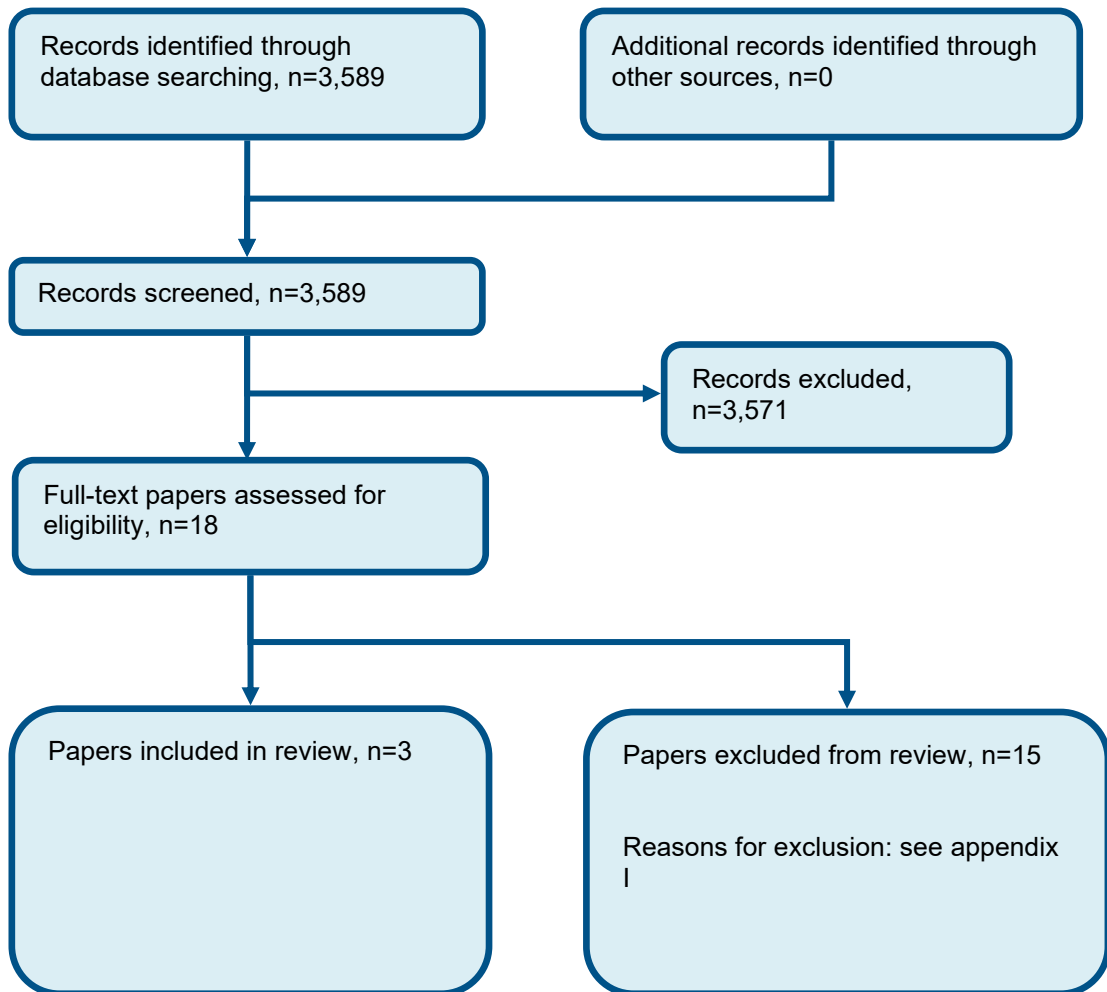 Records identified through
database searching, n=3,589
Additional records identified through
other sources, n=0
Records screened, n=3,589
Records excluded,
n=3,571
Full-text papers assessed for
eligibility, n=18
Papers included in review, n=3
Papers excluded from review, n=15
Reasons for exclusion: see appendix
I